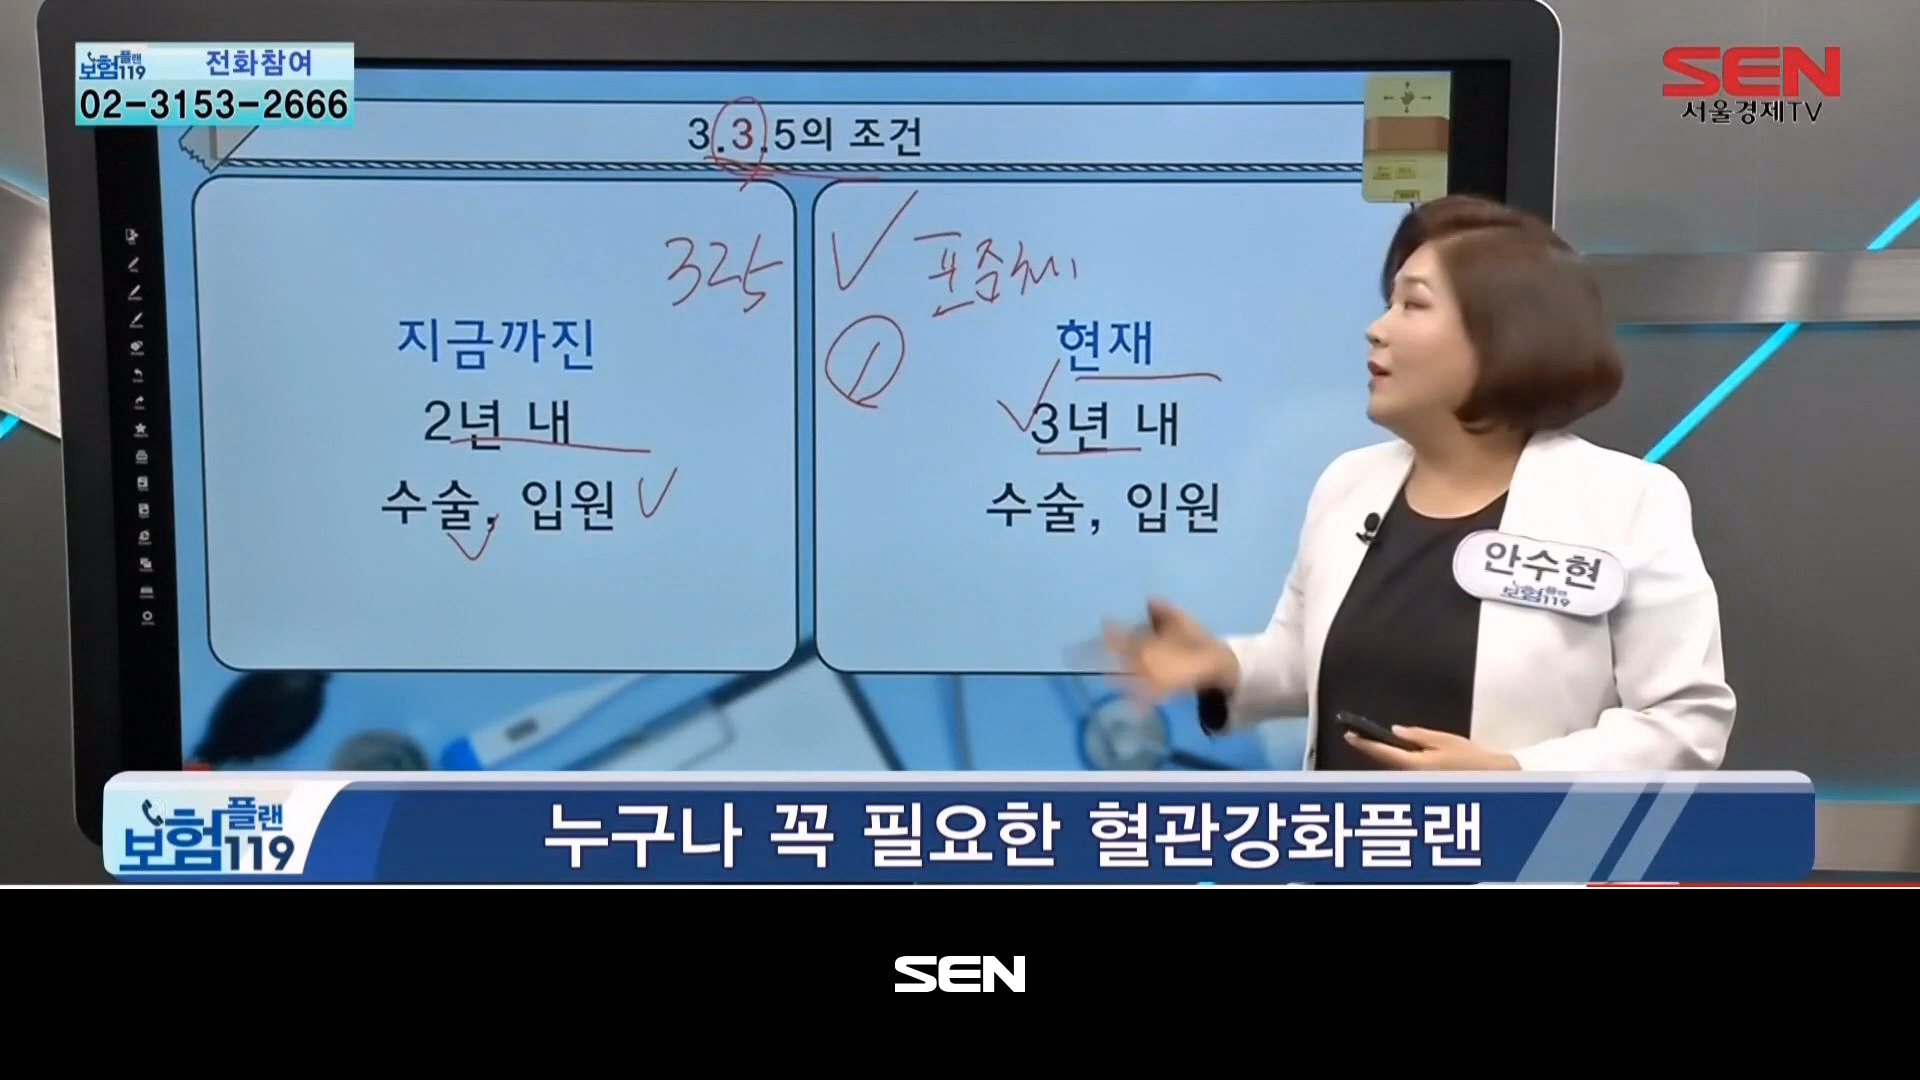 보험플랜119 전화참여
02-3153-2666
SEN
서울경제TV
3.3.5의 조건
325
표준체
지금까진
2년 내
수술, 입원
현재
3년 내
수술, 입원
안수현
보험플랜119
보험플랜119
누구나 꼭 필요한 혈관강화플랜
SEN